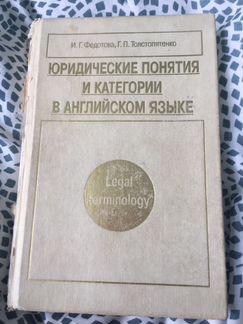 И. Г. Федотова, Г. П. Толстопятенко
ЮРИДИЧЕСКИЕ ПОНЯТИЯ
И КАТЕГОРИИ
В АНГЛИЙСКОМ ЯЗЫКЕ
Legal
terminology